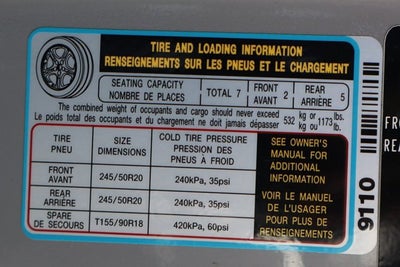 TIRE AND LOADING INFORMATION
RENSEIGNEMENTS SUR LES PNEUS ET LE CHARGEMENT
SEATING CAPACITY
NOMBRE DE PLACES
TOTAL 7
FRONT
AVANT 2
REAR
ARRIÈRE 5
The combined weight of occupants and cargo should never exceed 532 kg or 1173 lbs.
Le poids total des occupants et du chargement ne doit jamais dépasser kg ou lb.
TIRE
PNEU
SIZE
DIMENSIONS
COLD TIRE PRESSURE
PRESSION DES
PNEUS À FROID
FRONT
AVANT
245/50R20
240kPa, 35psi
REAR
ARRIÈRE
245/50R20
240kPa, 35psi
SPARE
DE SECOURS
T155/90R18
420kPa, 60psi
SEE OWNER'S
MANUAL FOR
ADDITIONAL
INFORMATION
VOIR LE MANUEL
DE L'USAGER
POUR PLUS DE
RENSEIGNEMENTS
9110